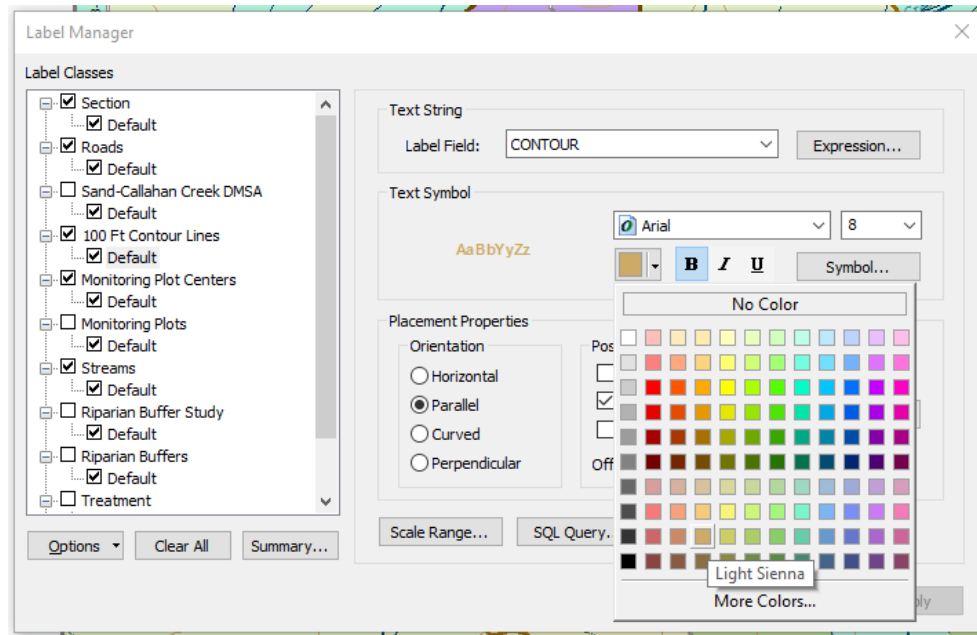 Label Manager
Label Classes
Section
Default
Roads
Default
Sand-Callahan Creek DMSA
Default
100 Ft Contour Lines
Default
Monitoring Plot Centers
Default
Monitoring Plots
Default
Streams
Default
Riparian Buffer Study
Default
Riparian Buffers
Default
Treatment
Options
Clear All
Summary...
Text String
Label Field:
CONTOUR
Expression...
Text Symbol
AaBbYyZz
Arial
8
B I U
Symbol...
No Color
Placement Properties
Orientation
Horizontal
Parallel
Curved
Perpendicular
Pos
Off
Scale Range...
SQL Query..
Light Sienna
More Colors...
ly